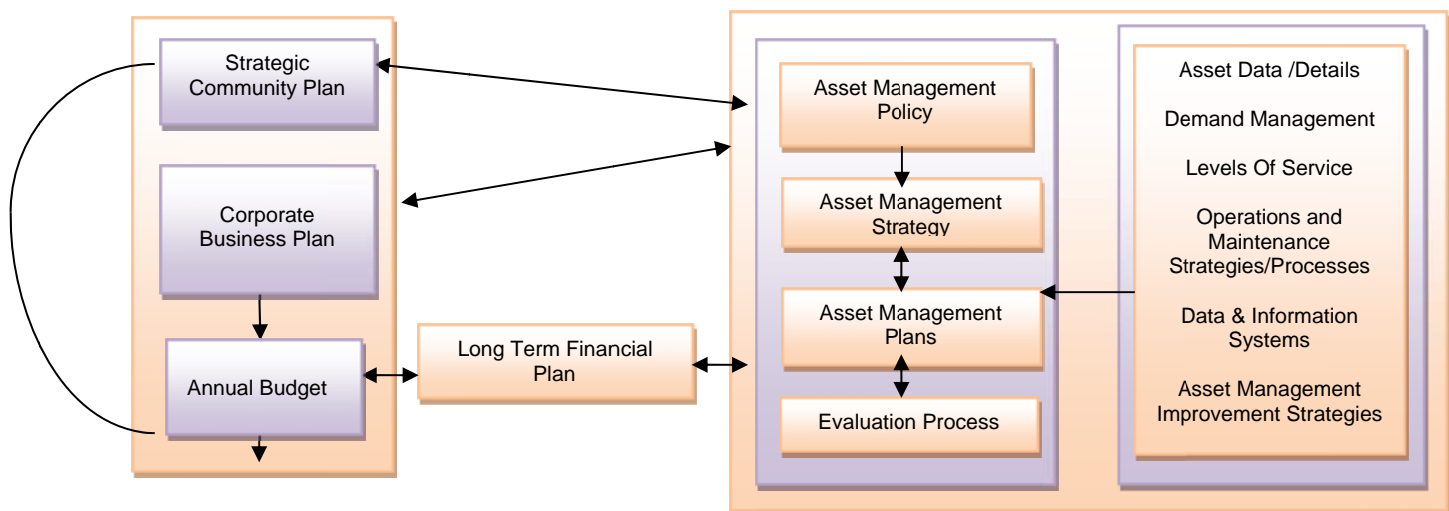 Strategic
Community Plan
Corporate
Business Plan
Annual Budget
Long Term Financial
Plan
Asset Management
Policy
Asset Management
Strategy
Asset Management
Plans
Evaluation Process
Asset Data /Details
Demand Management
Levels Of Service
Operations and
Maintenance
Strategies/Processes
Data & Information
Systems
Asset Management
Improvement Strategies